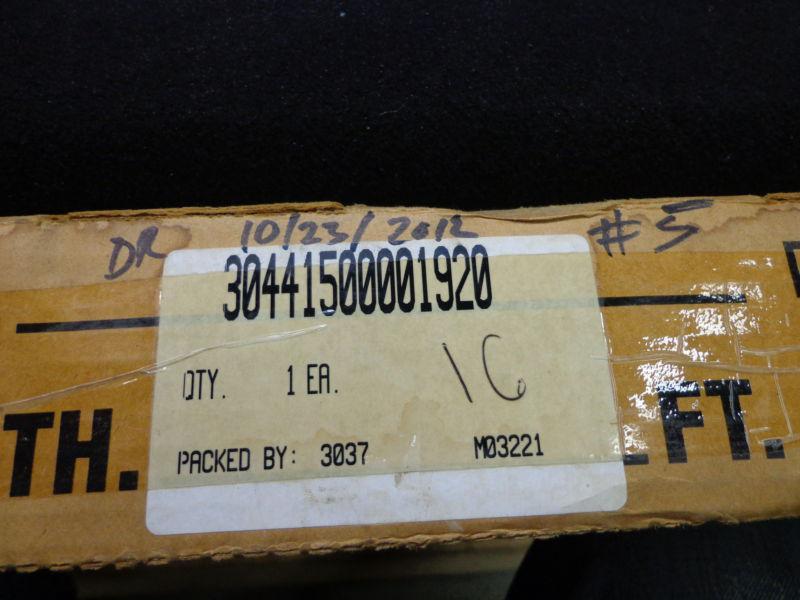 DR 10/23/2012 #5
30441500001920
QTY. 1 EA.
16
PACKED BY: 3037 M03221
TH. FT.